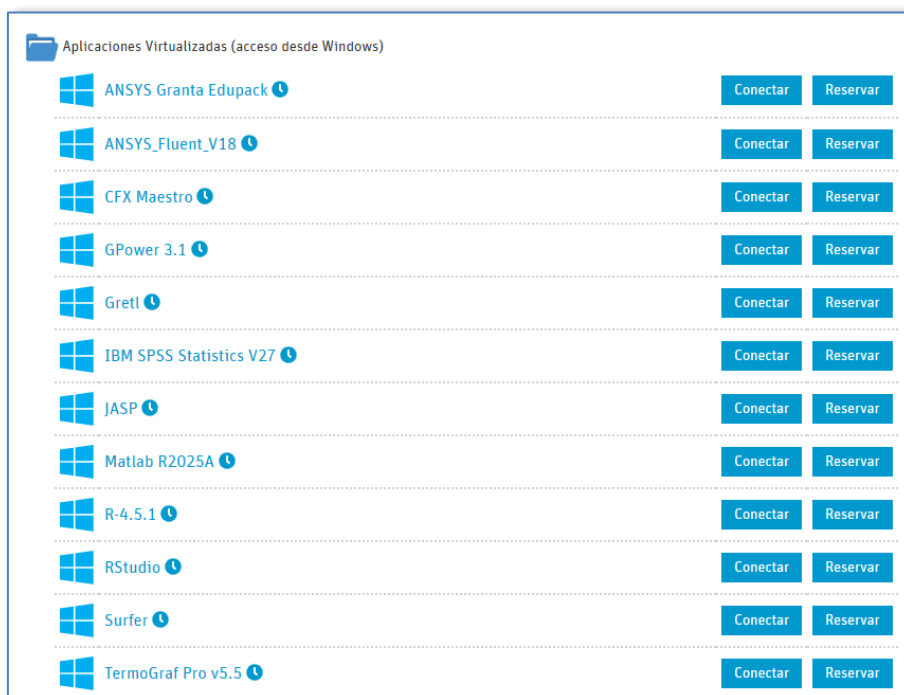 Aplicaciones Virtualizadas (acceso desde Windows)
ANSYS Granta Edupack Conectar Reservar
ANSYS_Fluent_V18 Conectar Reservar
CFX Maestro Conectar Reservar
GPower 3.1 Conectar Reservar
Gretl Conectar Reservar
IBM SPSS Statistics V27 Conectar Reservar
JASP Conectar Reservar
Matlab R2025A Conectar Reservar
R-4.5.1 Conectar Reservar
RStudio Conectar Reservar
Surfer Conectar Reservar
TermoGraf Pro v5.5 Conectar Reservar